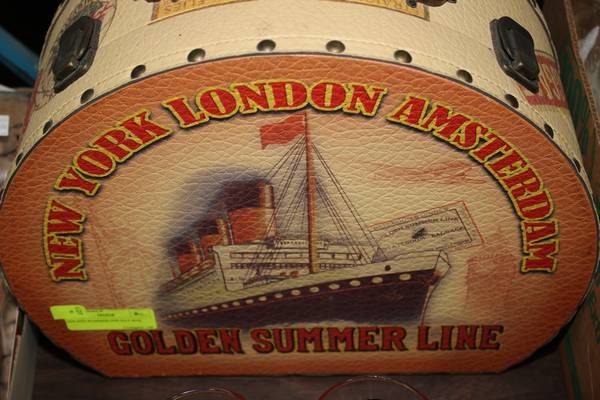 NEW YORK LONDON AMSTERDAM
GOLDEN SUMMER LINE